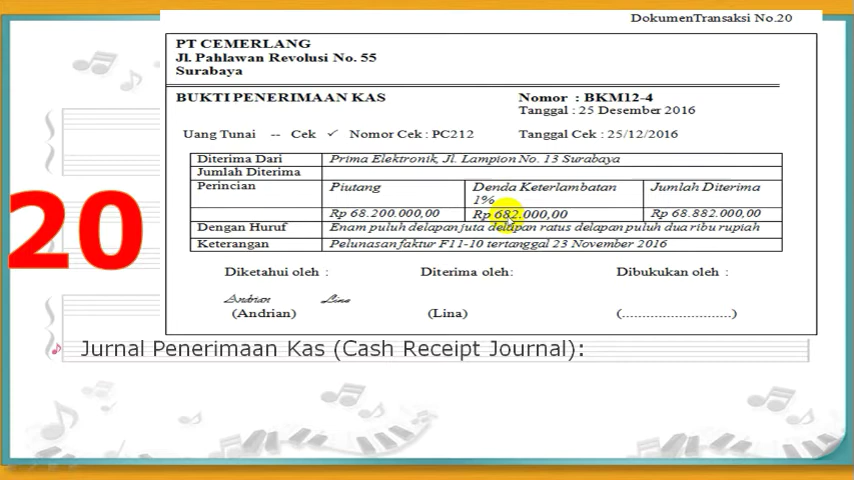 DokumenTransaksi No.20
PT CEMERLANG
Jl. Pahlawan Revolusi No. 55
Surabaya
BUKTI PENERIMAAN KAS Nomor : BKM12-4
Tanggal : 25 Desember 2016
Uang Tunai -- Cek ✓ Nomor Cek : PC212 Tanggal Cek : 25/12/2016
Diterima Dari Prima Elektronik, Jl. Lampion No. 13 Surabaya
Jumlah Diterima
Perincian Piutang Denda Keterlambatan 1% Jumlah Diterima
Rp 68.200.000,00 Rp 682.000,00 Rp 68.882.000,00
Dengan Huruf Enam puluh delapan juta delapan ratus delapan puluh dua ribu rupiah
Keterangan Pelunasan faktur F11-10 tertanggal 23 November 2016
Diketahui oleh : Diterima oleh: Dibukukan oleh :
Andrian Lina
(Andrian) (Lina) (..........................)
20
Jurnal Penerimaan Kas (Cash Receipt Journal):